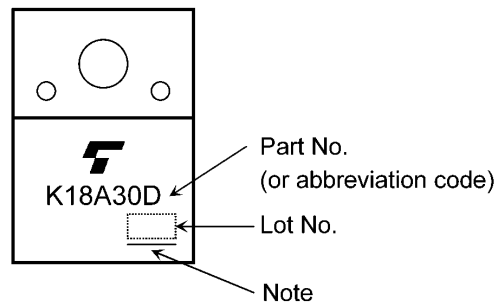 Part No.
(or abbreviation code)
K18A30D
Lot No.
Note